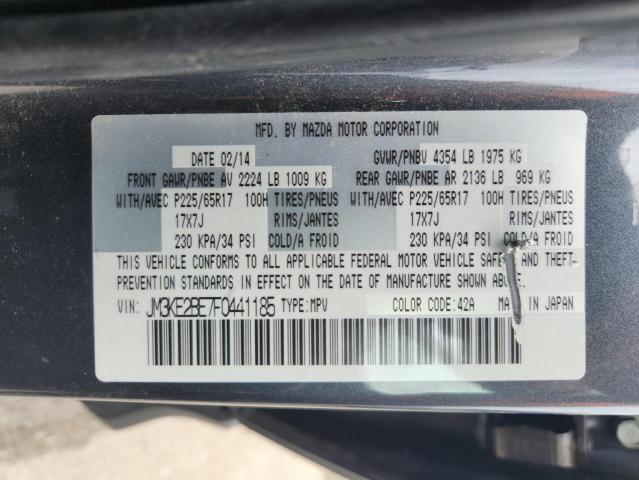 MFD. BY MAZDA MOTOR CORPORATION
DATE 02/14 GVWR/PNBV 4354 LB 1975 KG
FRONT GAWR/PNBE AV 2224 LB 1009 KG REAR GAWR/PNBE AR 2136 LB 969 KG
WITH/AVEC P225/65R17 100H TIRES/PNEUS WITH/AVEC P225/65R17 100H TIRES/PNEUS
17X7J RIMS/JANTES 17X7J RIMS/JANTES
230 KPA/34 PSI COLD/A FROID 230 KPA/34 PSI COLD/A FROID
THIS VEHICLE CONFORMS TO ALL APPLICABLE FEDERAL MOTOR VEHICLE SAFETY AND THEFT-
PREVENTION STANDARDS IN EFFECT ON THE DATE OF MANUFACTURE SHOWN ABOVE.
VIN: JM3KE2BE7F0441185 TYPE:MPV COLOR CODE:42A MADE IN JAPAN